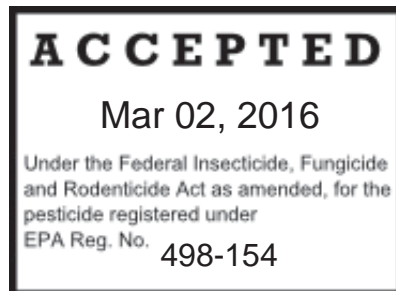 ACCEPTED
Mar 02, 2016
Under the Federal Insecticide, Fungicide
and Rodenticide Act as amended, for the
pesticide registered under
EPA Reg. No. 498-154